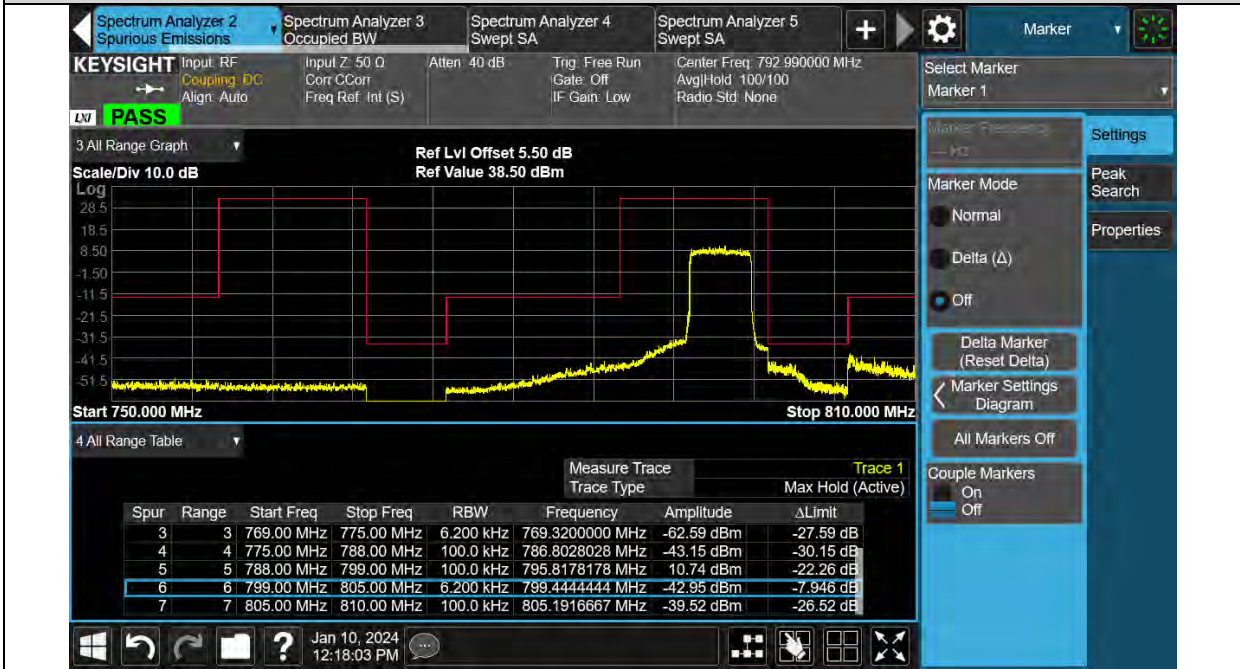 Spectrum Analyzer 2
Spurious Emissions
Spectrum Analyzer 3
Occupied BW
Spectrum Analyzer 4
Swept SA
Spectrum Analyzer 5
Swept SA
Marker
KEYSIGHT
Input: RF
Coupling: DC
Align: Auto
Input Z: 50 Ω
Corr CCorr
Freq Ref: Int (S)
Atten: 40 dB
Trig: Free Run
Gate: Off
IF Gain: Low
Center Freq: 792.990000 MHz
Avg|Hold: 100/100
Radio Std: None
LXI
PASS
Select Marker
Marker 1
Marker Frequency
--- Hz
Settings
Peak Search
Properties
Marker Mode
Normal
Delta (Δ)
Off
Delta Marker
(Reset Delta)
Marker Settings
Diagram
All Markers Off
Couple Markers
On
Off
3 All Range Graph
Scale/Div 10.0 dB
Ref Lvl Offset 5.50 dB
Ref Value 38.50 dBm
Log
28.5
18.5
8.50
-1.50
-11.5
-21.5
-31.5
-41.5
-51.5
Start 750.000 MHz
Stop 810.000 MHz
4 All Range Table
Measure Trace Trace 1
Trace Type Max Hold (Active)
Spur Range Start Freq Stop Freq RBW Frequency Amplitude ΔLimit
3 3 769.00 MHz 775.00 MHz 6.200 kHz 769.3200000 MHz -62.59 dBm -27.59 dB
4 4 775.00 MHz 788.00 MHz 100.0 kHz 786.8028028 MHz -43.15 dBm -30.15 dB
5 5 788.00 MHz 799.00 MHz 100.0 kHz 795.8178178 MHz 10.74 dBm -22.26 dB
6 6 799.00 MHz 805.00 MHz 6.200 kHz 799.4444444 MHz -42.95 dBm -7.946 dB
7 7 805.00 MHz 810.00 MHz 100.0 kHz 805.1916667 MHz -39.52 dBm -26.52 dB
Jan 10, 2024
12:18:03 PM